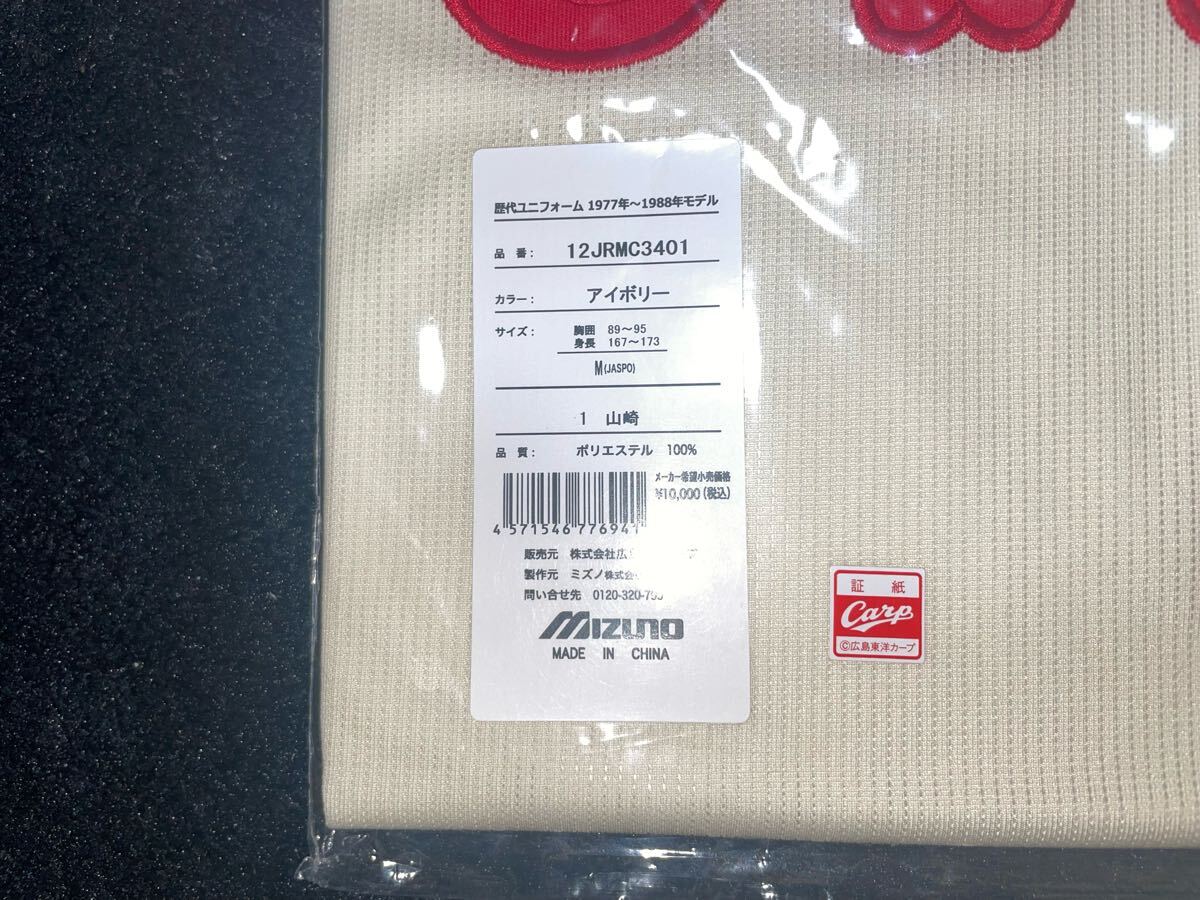 歴代ユニフォーム 1977年～1988年モデル
品 番： 12JRMC3401
カラー： アイボリー
サイズ： 胸囲 89～95
身長 167～173
M(JASPO)
1 山崎
品 質： ポリエステル 100%
メーカー希望小売価格
¥10,000(税込)
4 571546 776941
販売元 株式会社広
製作元 ミズノ株式会
問い合せ先 0120-320-799
MIZUNO
MADE IN CHINA
証 紙
Carp
©広島東洋カープ